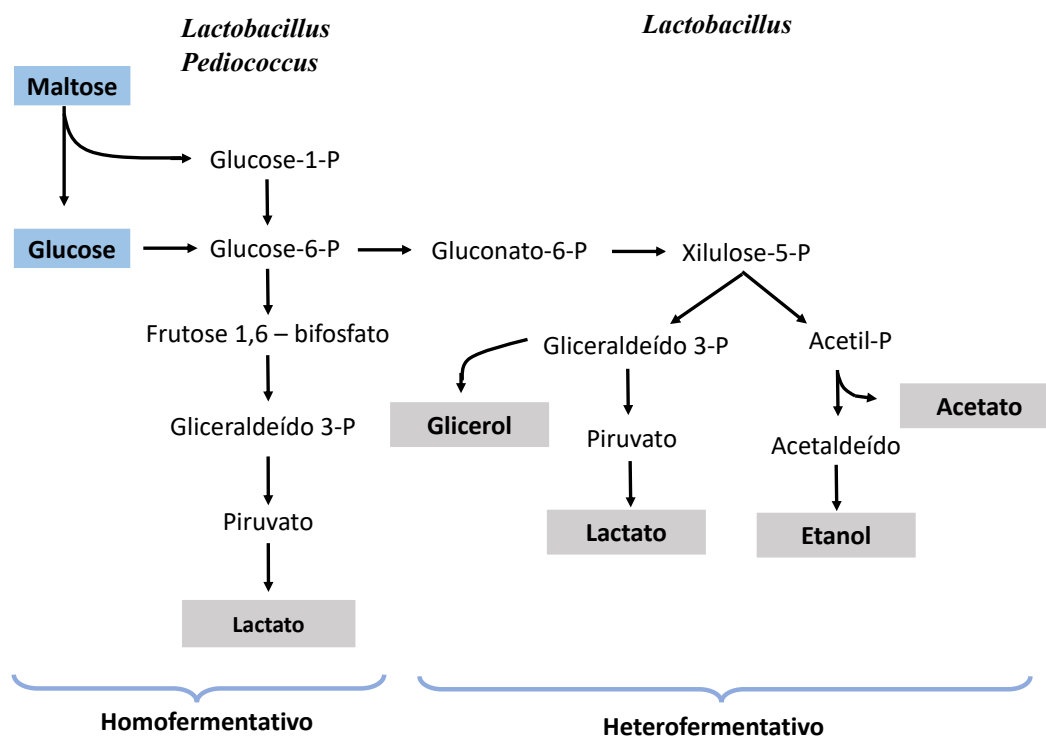 Lactobacillus
Pediococcus
Lactobacillus
Maltose
Glucose-1-P
Glucose
Glucose-6-P
Gluconato-6-P
Xilulose-5-P
Frutose 1,6 – bifosfato
Gliceraldeído 3-P
Acetil-P
Glicerol
Acetato
Gliceraldeído 3-P
Piruvato
Acetaldeído
Piruvato
Lactato
Etanol
Lactato
Homofermentativo
Heterofermentativo